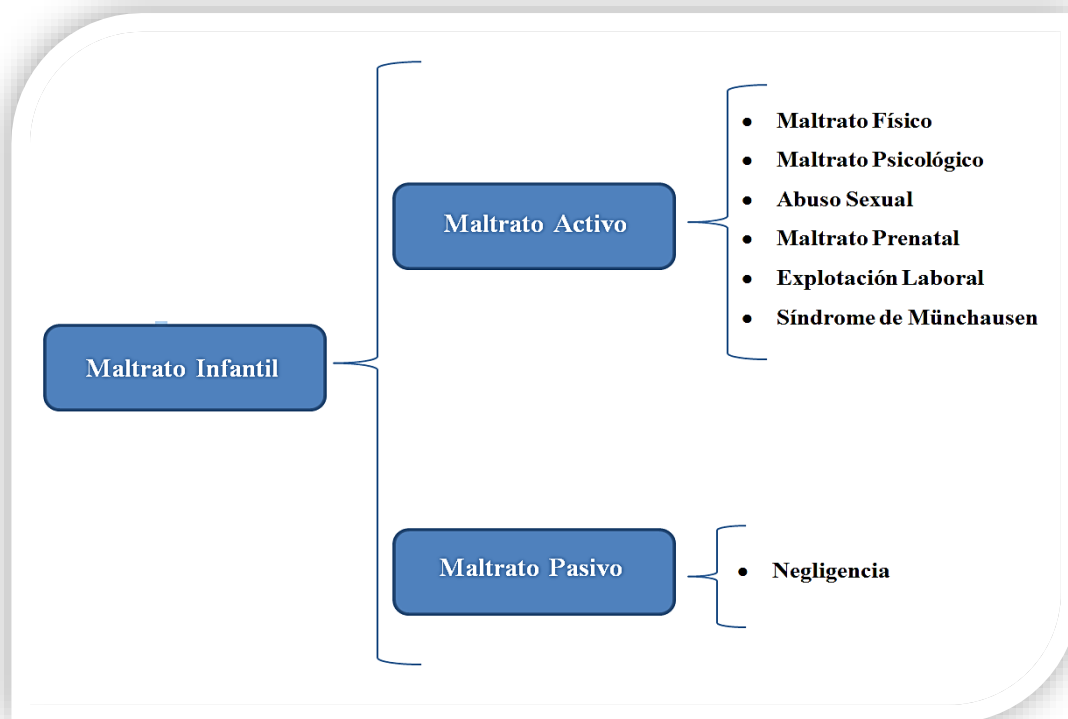 Maltrato Infantil
Maltrato Activo
• Maltrato Físico
• Maltrato Psicológico
• Abuso Sexual
• Maltrato Prenatal
• Explotación Laboral
• Síndrome de Münchausen
Maltrato Pasivo
• Negligencia